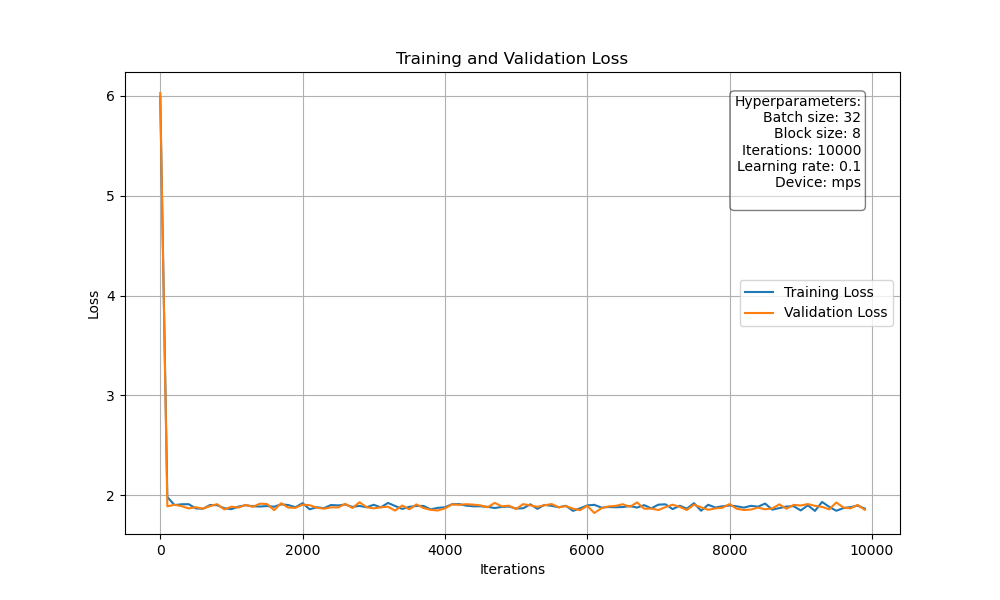 Training and Validation Loss
Hyperparameters:
Batch size: 32
Block size: 8
Iterations: 10000
Learning rate: 0.1
Device: mps
Training Loss
Validation Loss
Loss
6
5
4
3
2
0 2000 4000 6000 8000 10000
Iterations